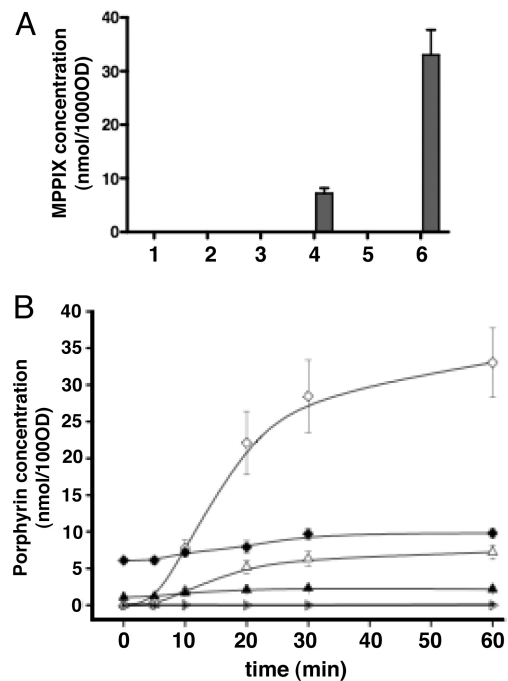 A
MPPIX concentration
(nmol/1000OD)
40
30
20
10
0
1 2 3 4 5 6
B
Porphyrin concentration
(nmol/100OD)
40
35
30
25
20
15
10
5
0
0 10 20 30 40 50 60
time (min)